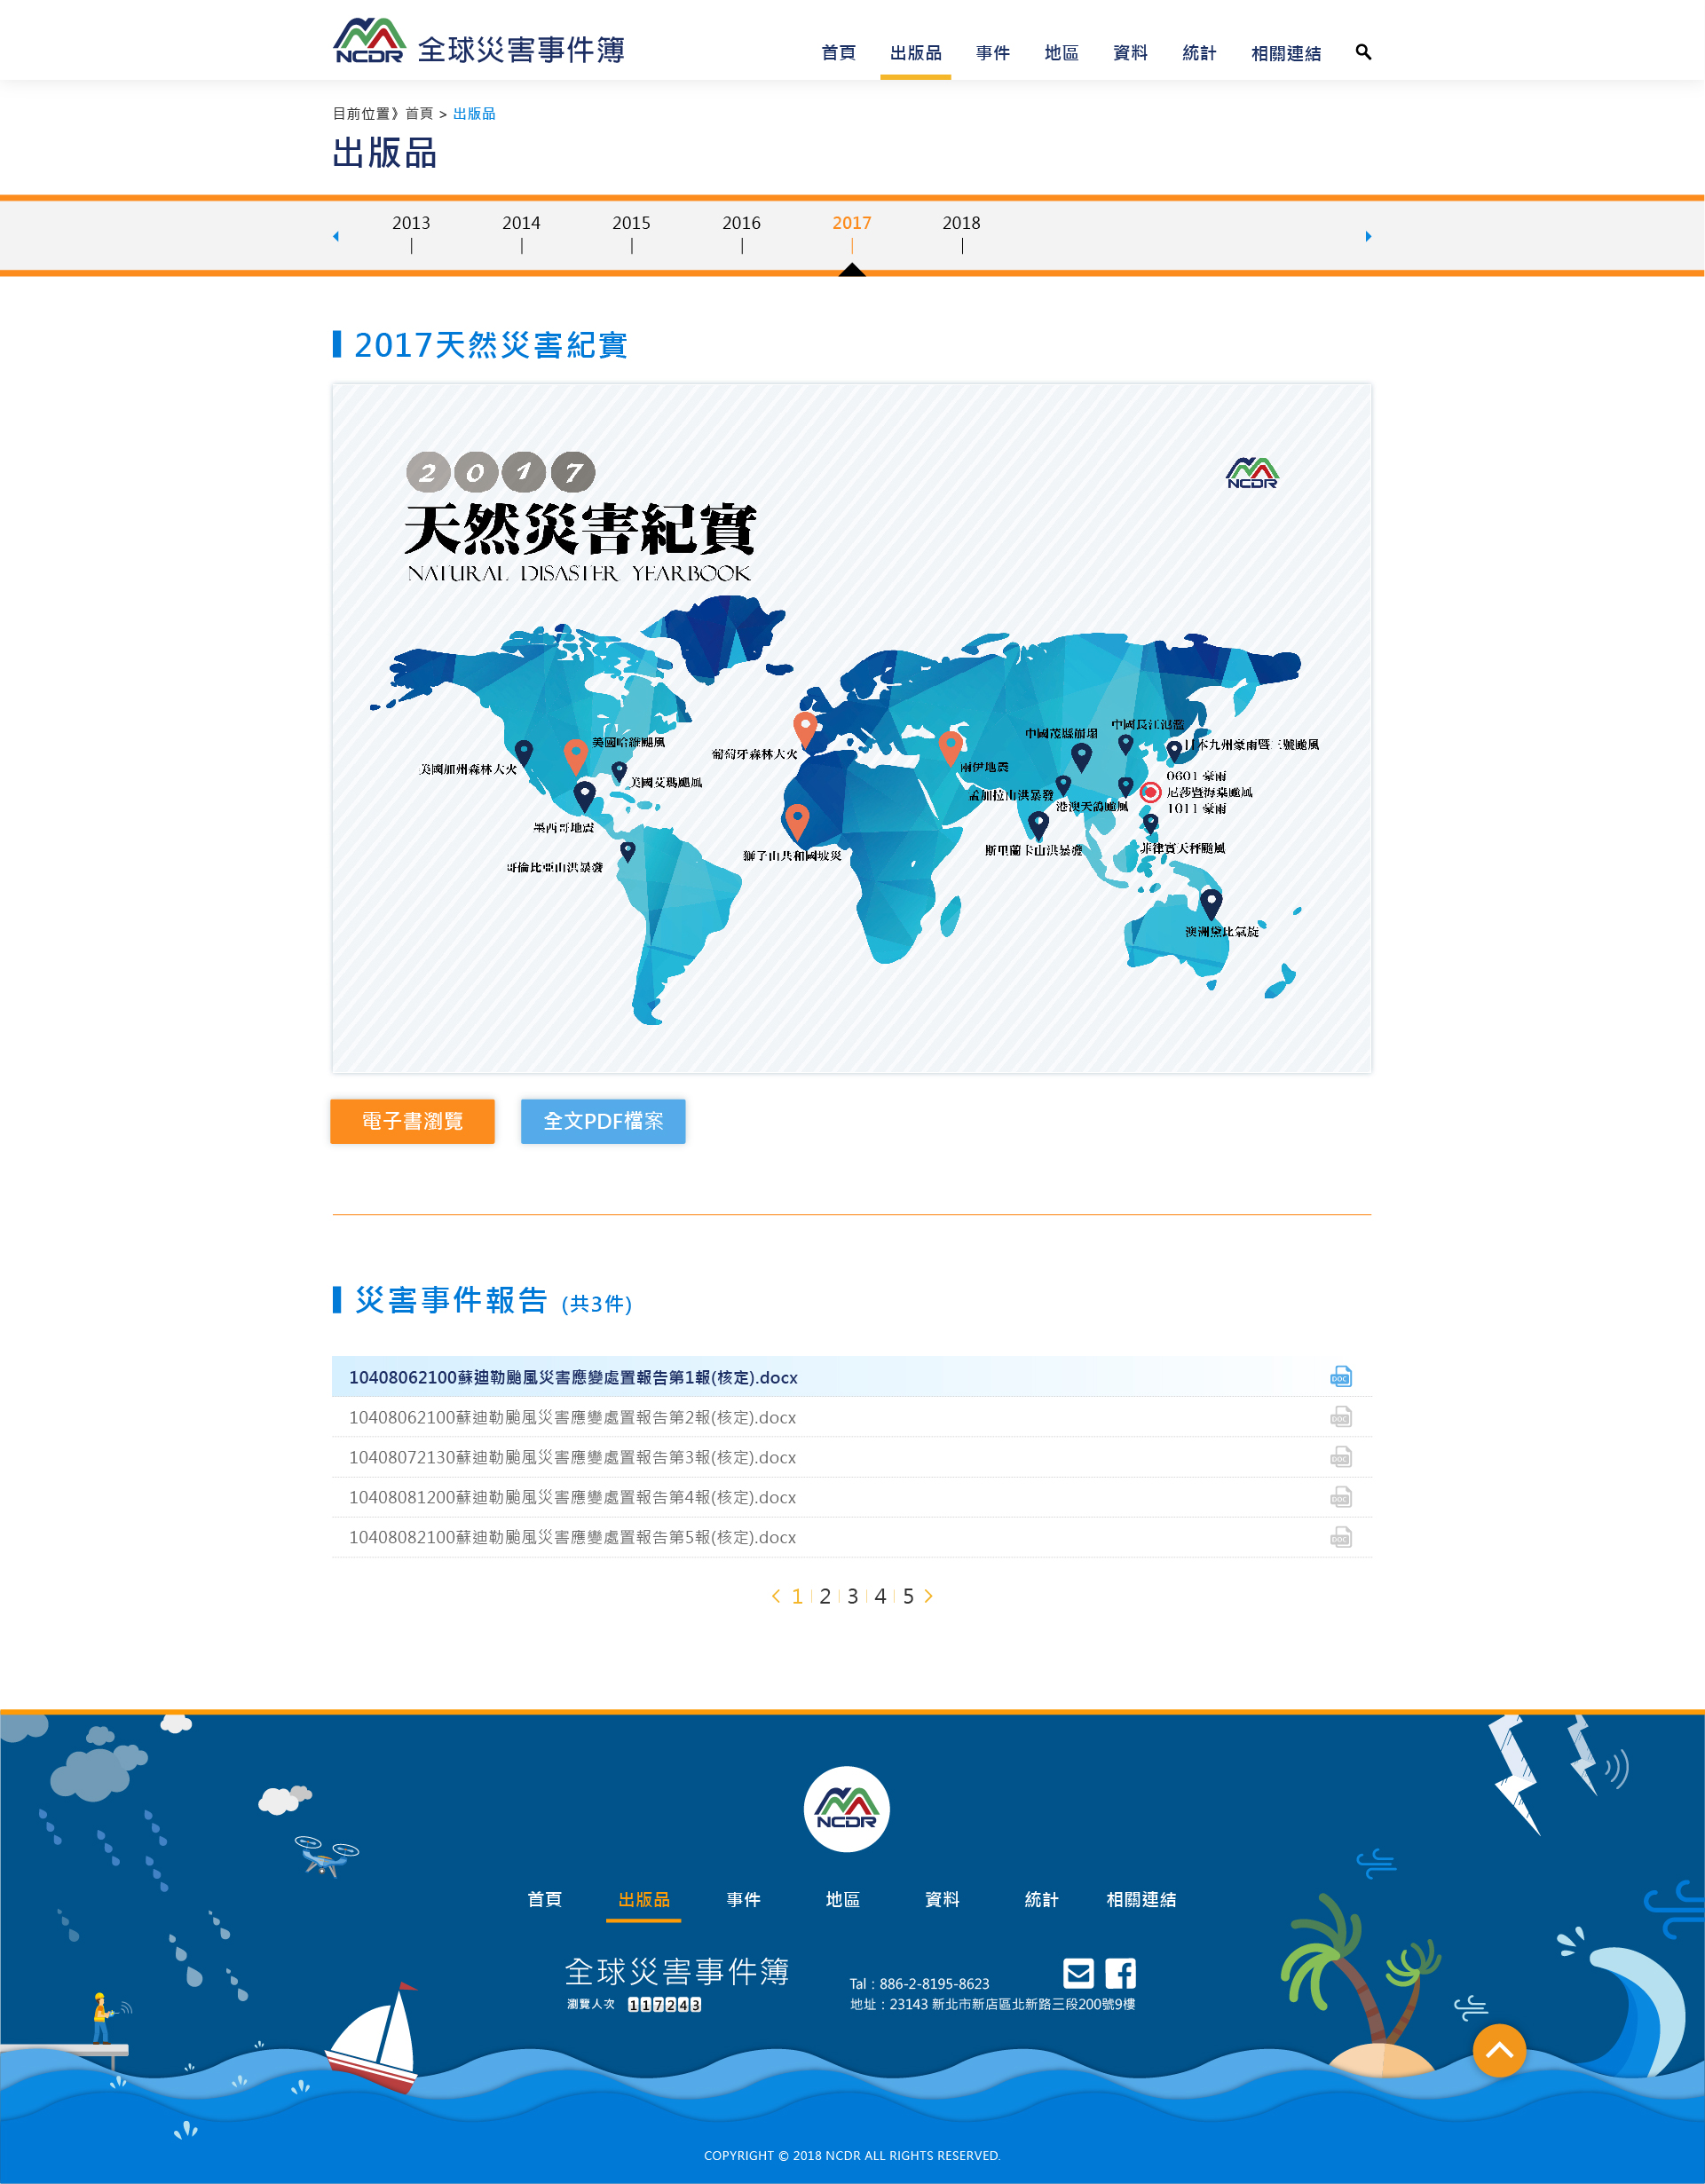 NCDR 全球災害事件簿
首頁 出版品 事件 地區 資料 統計 相關連結
目前位置》首頁 > 出版品
出版品
2013 2014 2015 2016 2017 2018
2017天然災害紀實
2017
NCDR
天然災害紀實
NATURAL DISASTER YEARBOOK
中國長江氾濫
中國茂縣崩塌
美國哈維颶風
日本九州豪雨暨三號颱風
葡萄牙森林大火
兩伊地震
美國加州森林大火
0601 豪雨
美國艾瑪颶風
尼莎暨海棠颱風
孟加拉山洪暴發
港澳天鴿颱風
1011 豪雨
墨西哥地震
菲律賓天秤颱風
斯里蘭卡山洪暴發
獅子山共和國坡災
哥倫比亞山洪暴發
澳洲黛比氣旋
電子書瀏覽 全文PDF檔案
災害事件報告 (共3件)
10408062100蘇迪勒颱風災害應變處置報告第1報(核定).docx DOC
10408062100蘇迪勒颱風災害應變處置報告第2報(核定).docx DOC
10408072130蘇迪勒颱風災害應變處置報告第3報(核定).docx DOC
10408081200蘇迪勒颱風災害應變處置報告第4報(核定).docx DOC
10408082100蘇迪勒颱風災害應變處置報告第5報(核定).docx DOC
1 2 3 4 5
NCDR
首頁 出版品 事件 地區 資料 統計 相關連結
全球災害事件簿
Tal : 886-2-8195-8623
瀏覽人次 117243
地址 : 23143 新北市新店區北新路三段200號9樓
COPYRIGHT © 2018 NCDR ALL RIGHTS RESERVED.